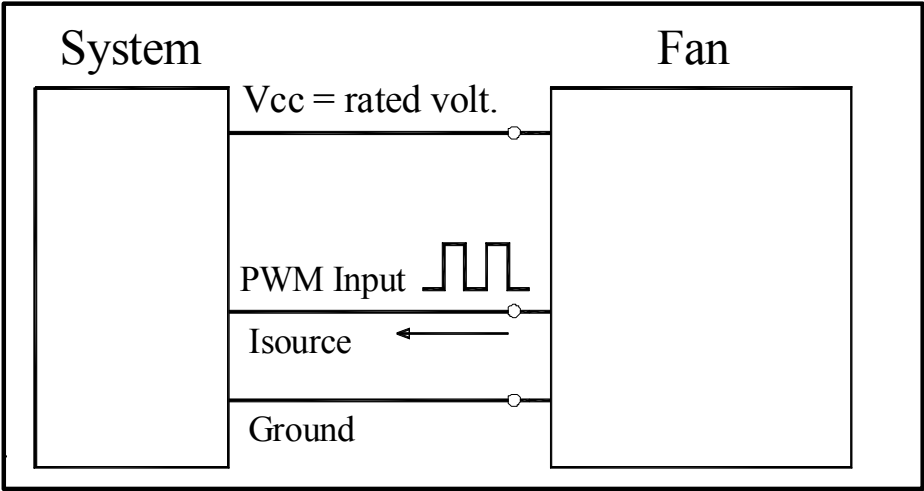 System
Fan
Vcc = rated volt.
PWM Input
Isource
Ground